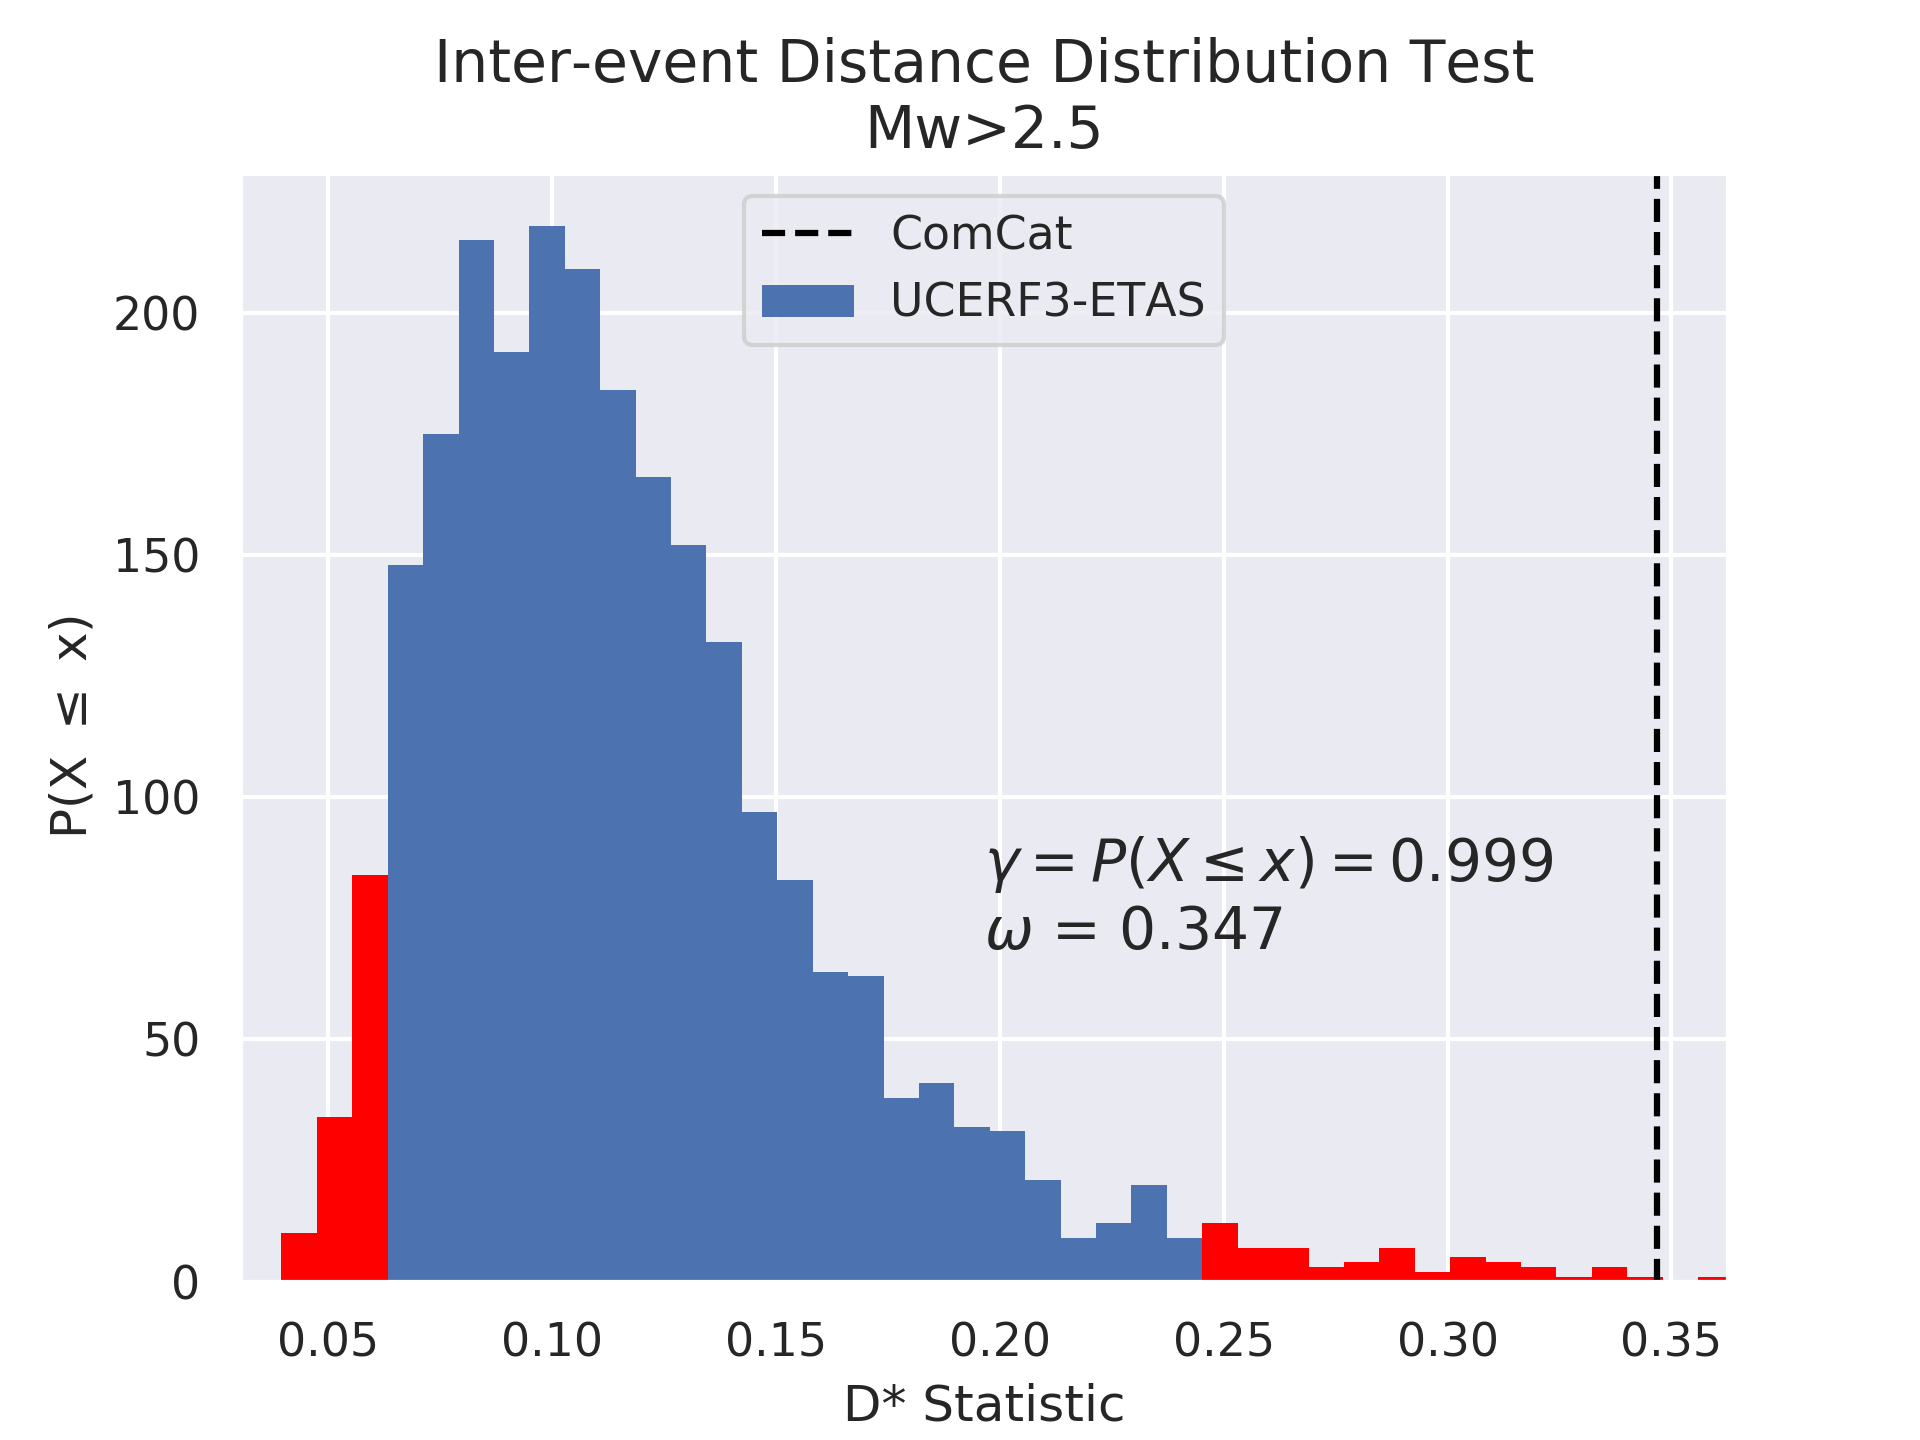 Inter-event Distance Distribution Test
Mw>2.5
ComCat
UCERF3-ETAS
200
150
100
50
0
P(X ≤ x)
γ = P(X ≤ x) = 0.999
ω = 0.347
0.05 0.10 0.15 0.20 0.25 0.30 0.35
D* Statistic